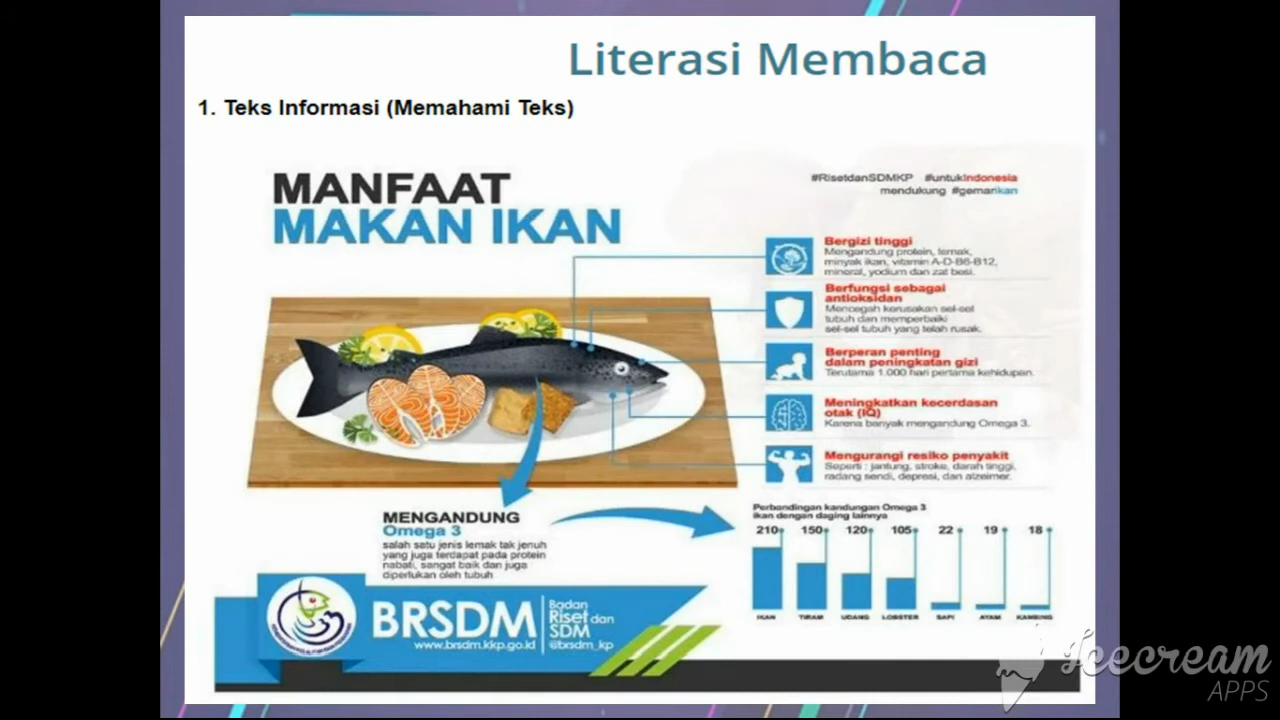 Literasi Membaca
1. Teks Informasi (Memahami Teks)
MANFAAT
MAKAN IKAN
#RisetdanSDMKP #untukIndonesia
mendukung #gemarikan
Bergizi tinggi
Mengandung protein, lemak,
minyak ikan, vitamin A-D-B6-B12,
mineral, yodium dan zat besi.
Berfungsi sebagai
antioksidan
Mencegah kerusakan sel-sel
tubuh dan memperbaiki
sel-sel tubuh yang telah rusak.
Berperan penting
dalam peningkatan gizi
Terutama 1.000 hari pertama kehidupan.
Meningkatkan kecerdasan
otak (IQ)
Karena banyak mengandung Omega 3.
Mengurangi resiko penyakit
Seperti : jantung, stroke, darah tinggi,
radang sendi, depresi, dan alzeimer.
MENGANDUNG
Omega 3
salah satu jenis lemak tak jenuh
yang juga terdapat pada protein
nabati, sangat baik dan juga
diperlukan oleh tubuh
Perbandingan kandungan Omega 3
ikan dengan daging lainnya
210 150 120 105 22 19 18
IKAN TIRAM UDANG LOBSTER SAPI AYAM KAMBING
BRSDM
www.brsdm.kkp.go.id
Badan
Riset dan
SDM
@brsdm_kp
Icecream
APPS